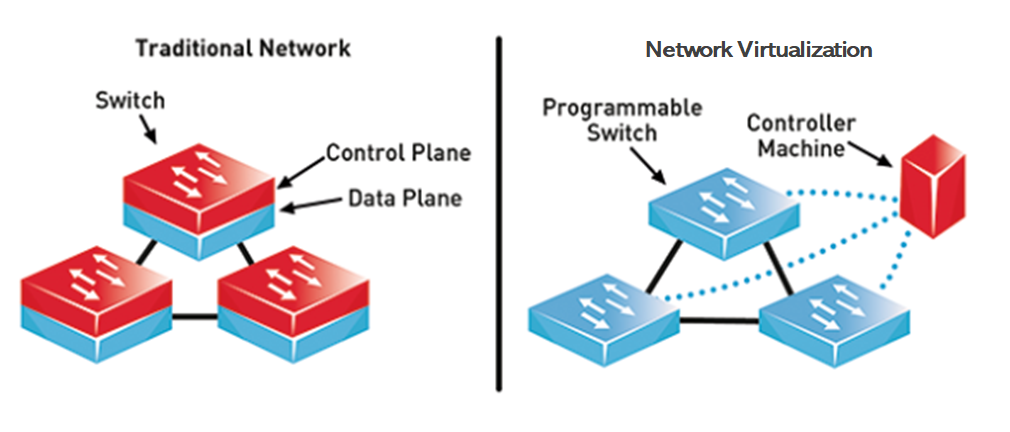 Traditional Network
Switch
Control Plane
Data Plane
Network Virtualization
Programmable
Switch
Controller
Machine